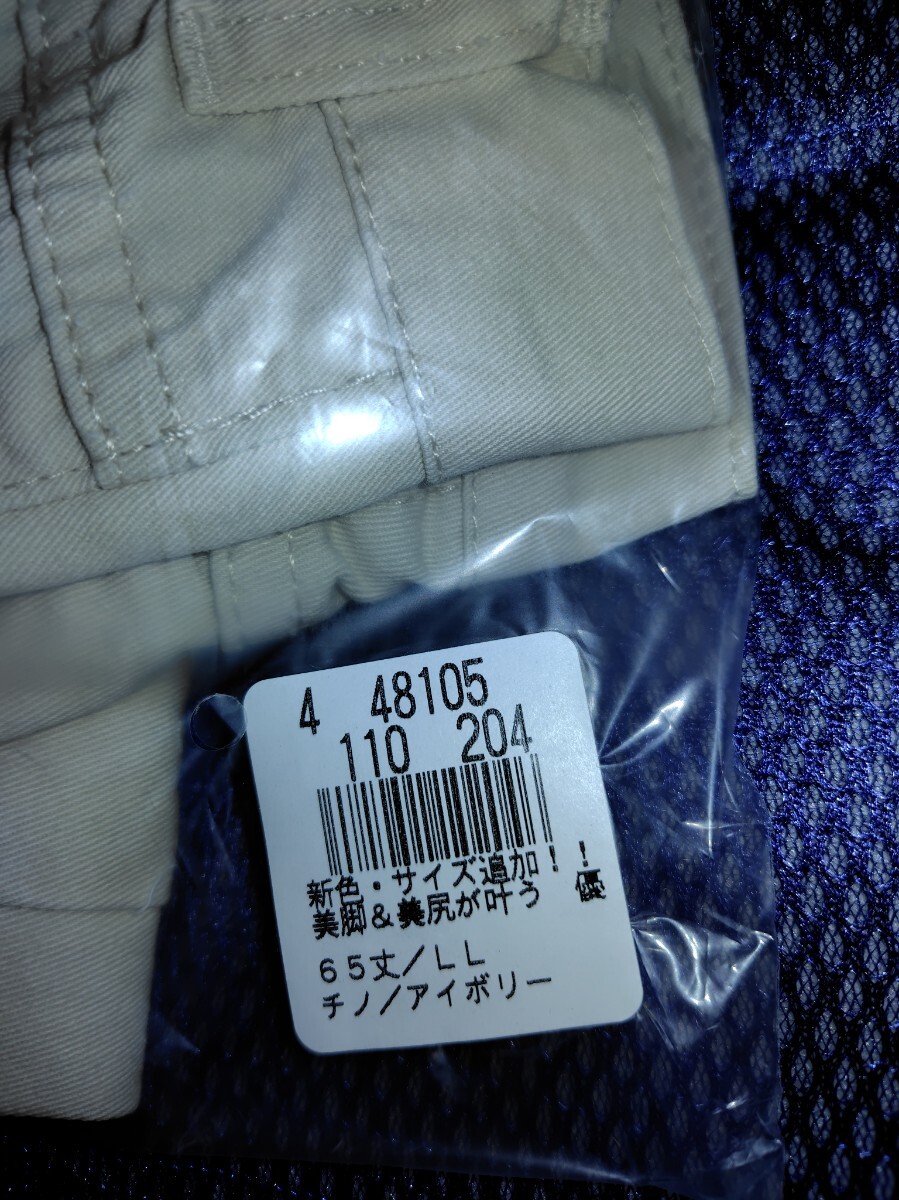 4 48105
110 204
新色・サイズ追加！！
美脚＆美尻が叶う 優
６５丈／ＬＬ
チノ／アイボリー